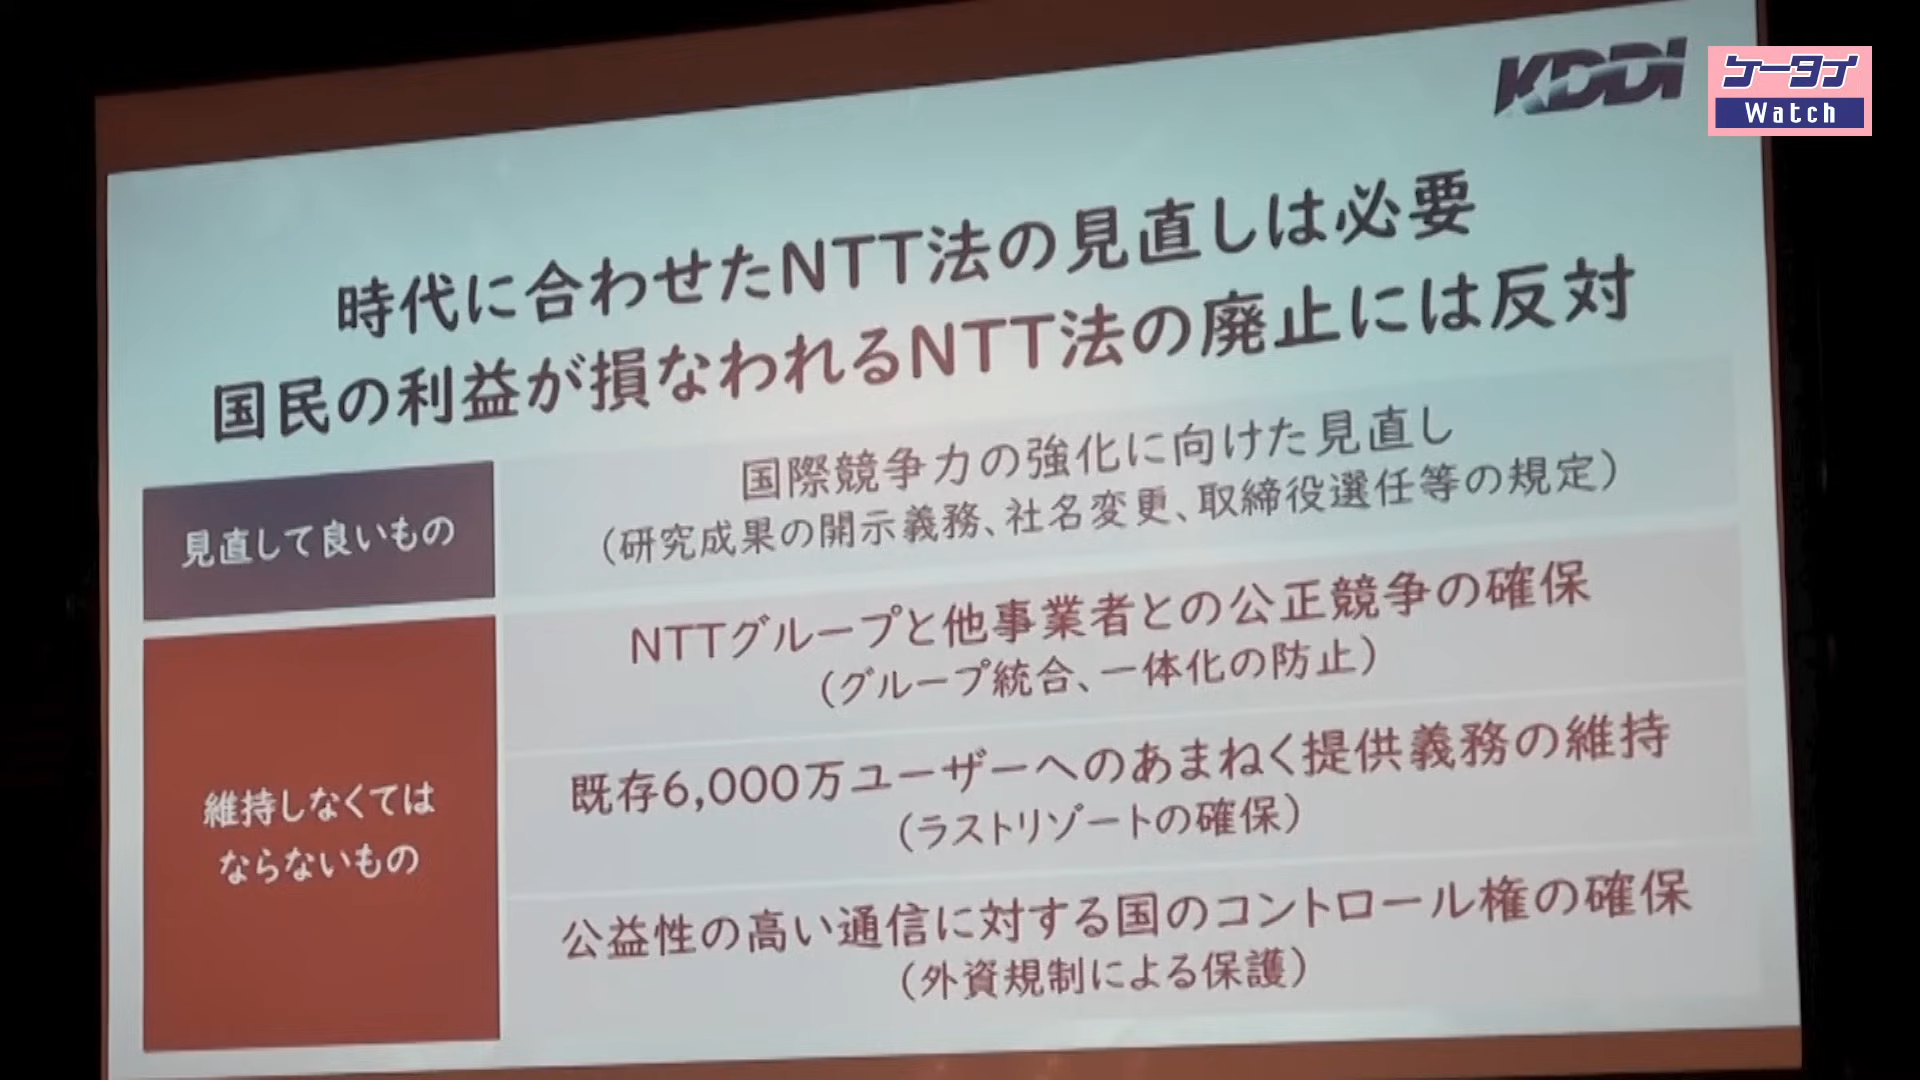 KDDI
ケータイ
Watch
時代に合わせたNTT法の見直しは必要
国民の利益が損なわれるNTT法の廃止には反対
見直して良いもの
国際競争力の強化に向けた見直し
（研究成果の開示義務、社名変更、取締役選任等の規定）
維持しなくては
ならないもの
NTTグループと他事業者との公正競争の確保
（グループ統合、一体化の防止）
既存6,000万ユーザーへのあまねく提供義務の維持
（ラストリゾートの確保）
公益性の高い通信に対する国のコントロール権の確保
（外資規制による保護）